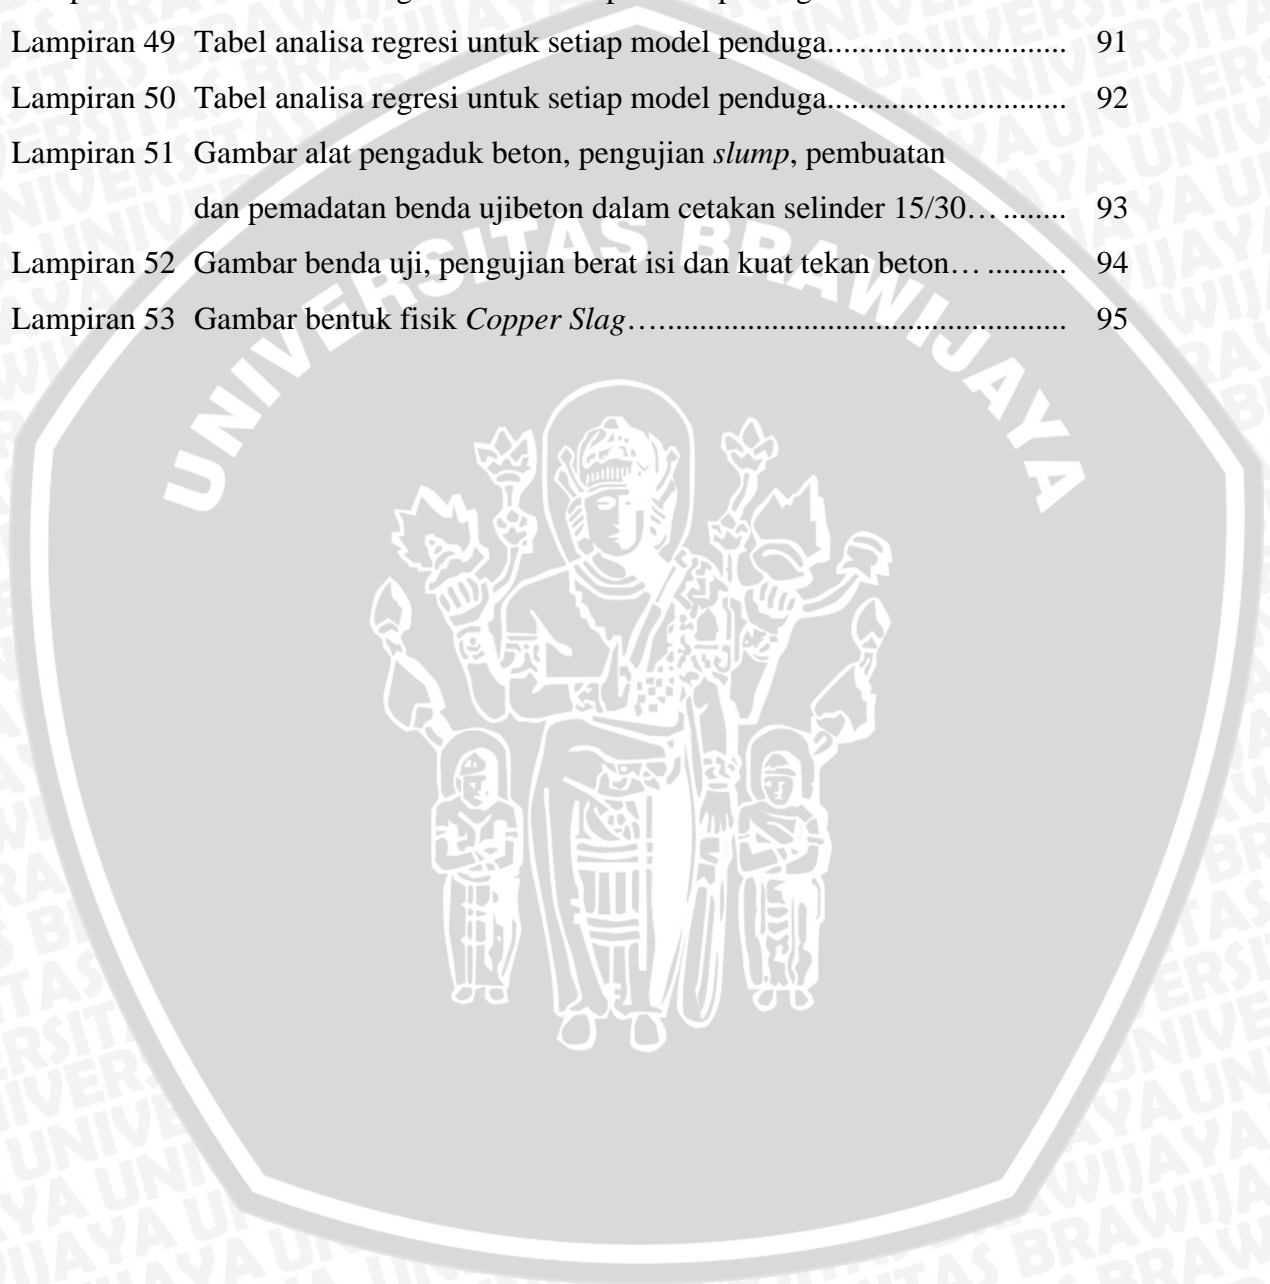 Lampiran 49 Tabel analisa regresi untuk setiap model penduga............................. 91
Lampiran 50 Tabel analisa regresi untuk setiap model penduga............................. 92
Lampiran 51 Gambar alat pengaduk beton, pengujian slump, pembuatan
dan pemadatan benda ujibeton dalam cetakan selinder 15/30… ........ 93
Lampiran 52 Gambar benda uji, pengujian berat isi dan kuat tekan beton… .......... 94
Lampiran 53 Gambar bentuk fisik Copper Slag….................................................. 95
UNIVERSITAS BRAWIJAYA